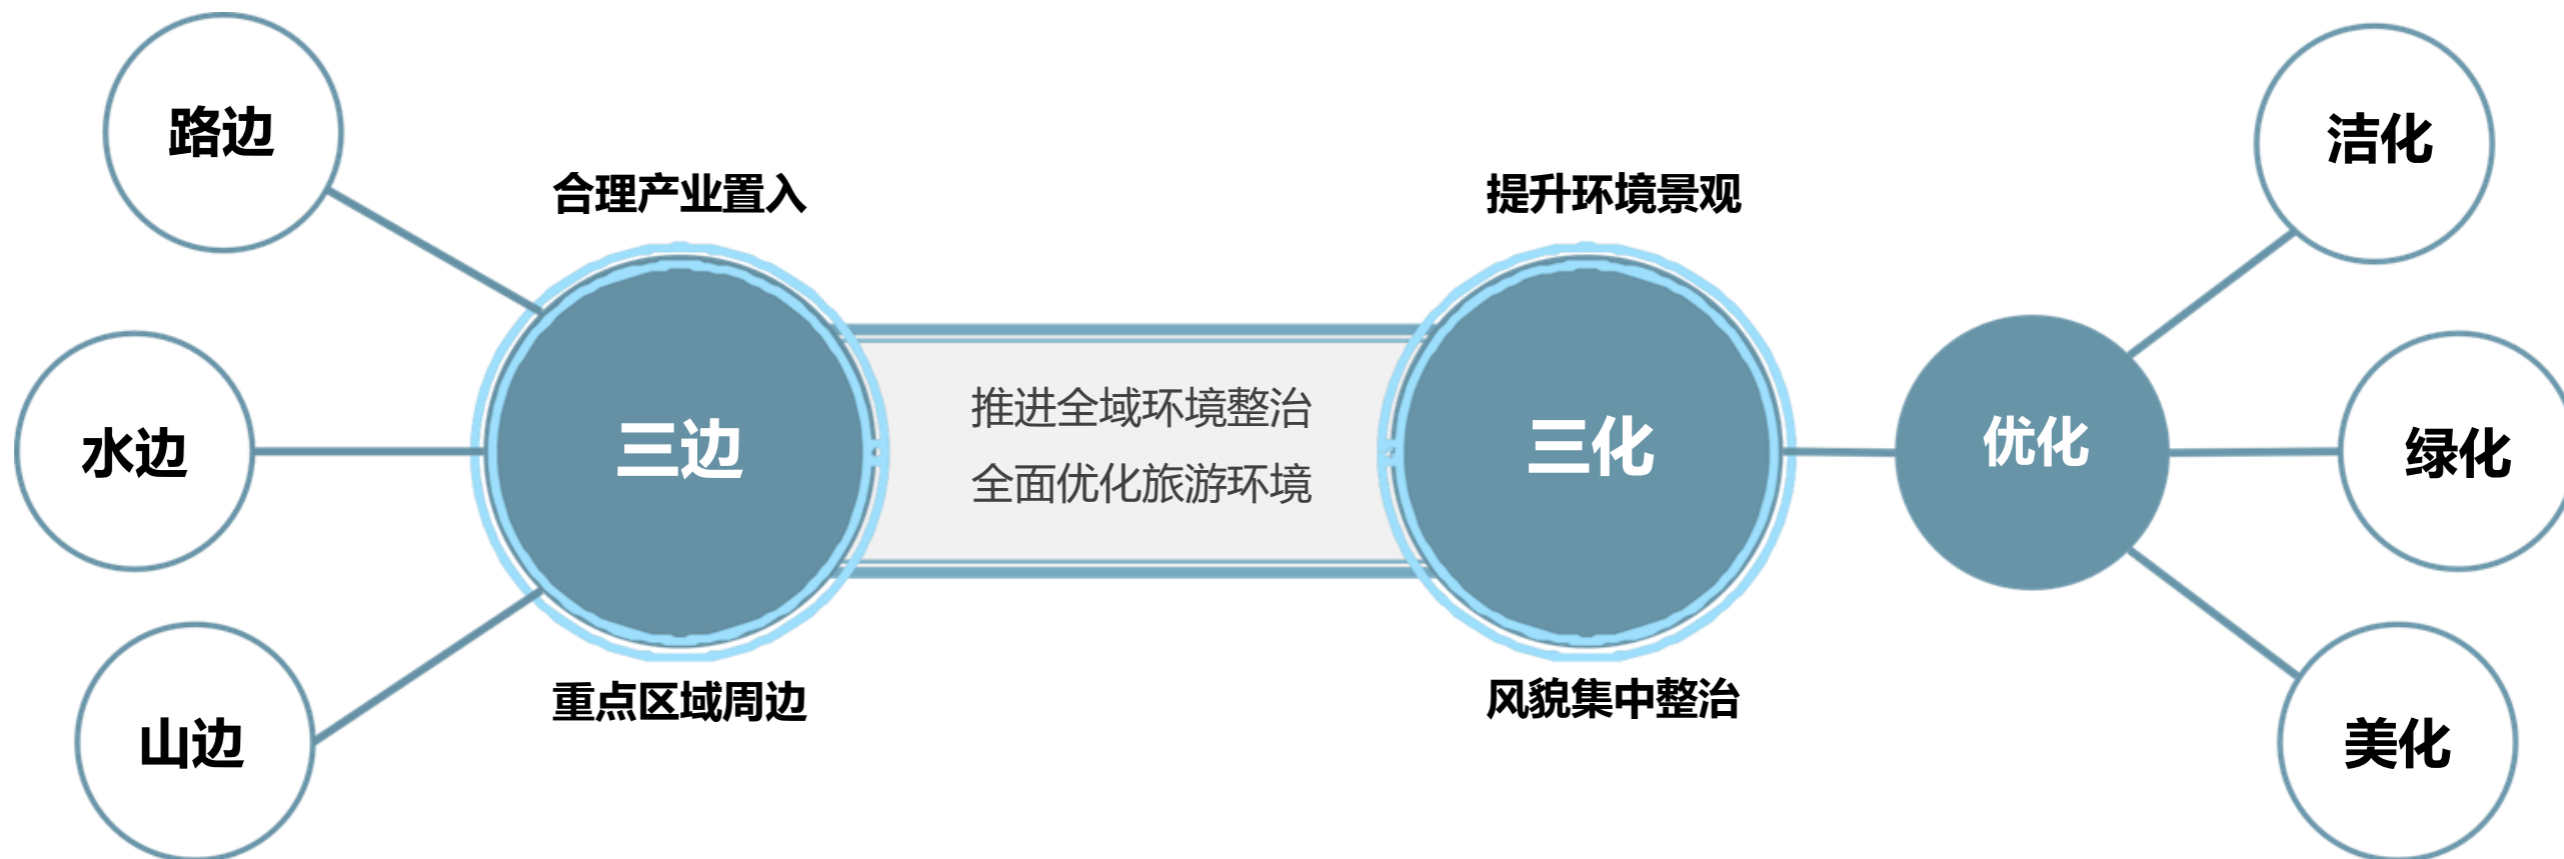 路边
水边
山边
合理产业置入
三边
重点区域周边
推进全域环境整治
全面优化旅游环境
提升环境景观
三化
风貌集中整治
优化
洁化
绿化
美化